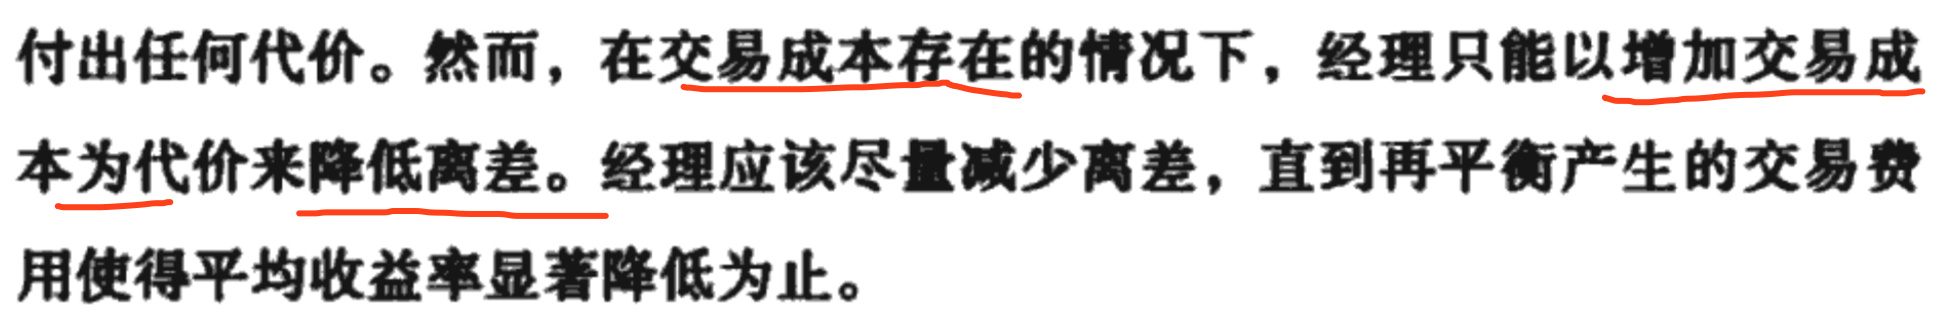 付出任何代价。然而，在交易成本存在的情况下，经理只能以增加交易成
本为代价来降低离差。经理应该尽量减少离差，直到再平衡产生的交易费
用使得平均收益率显著降低为止。